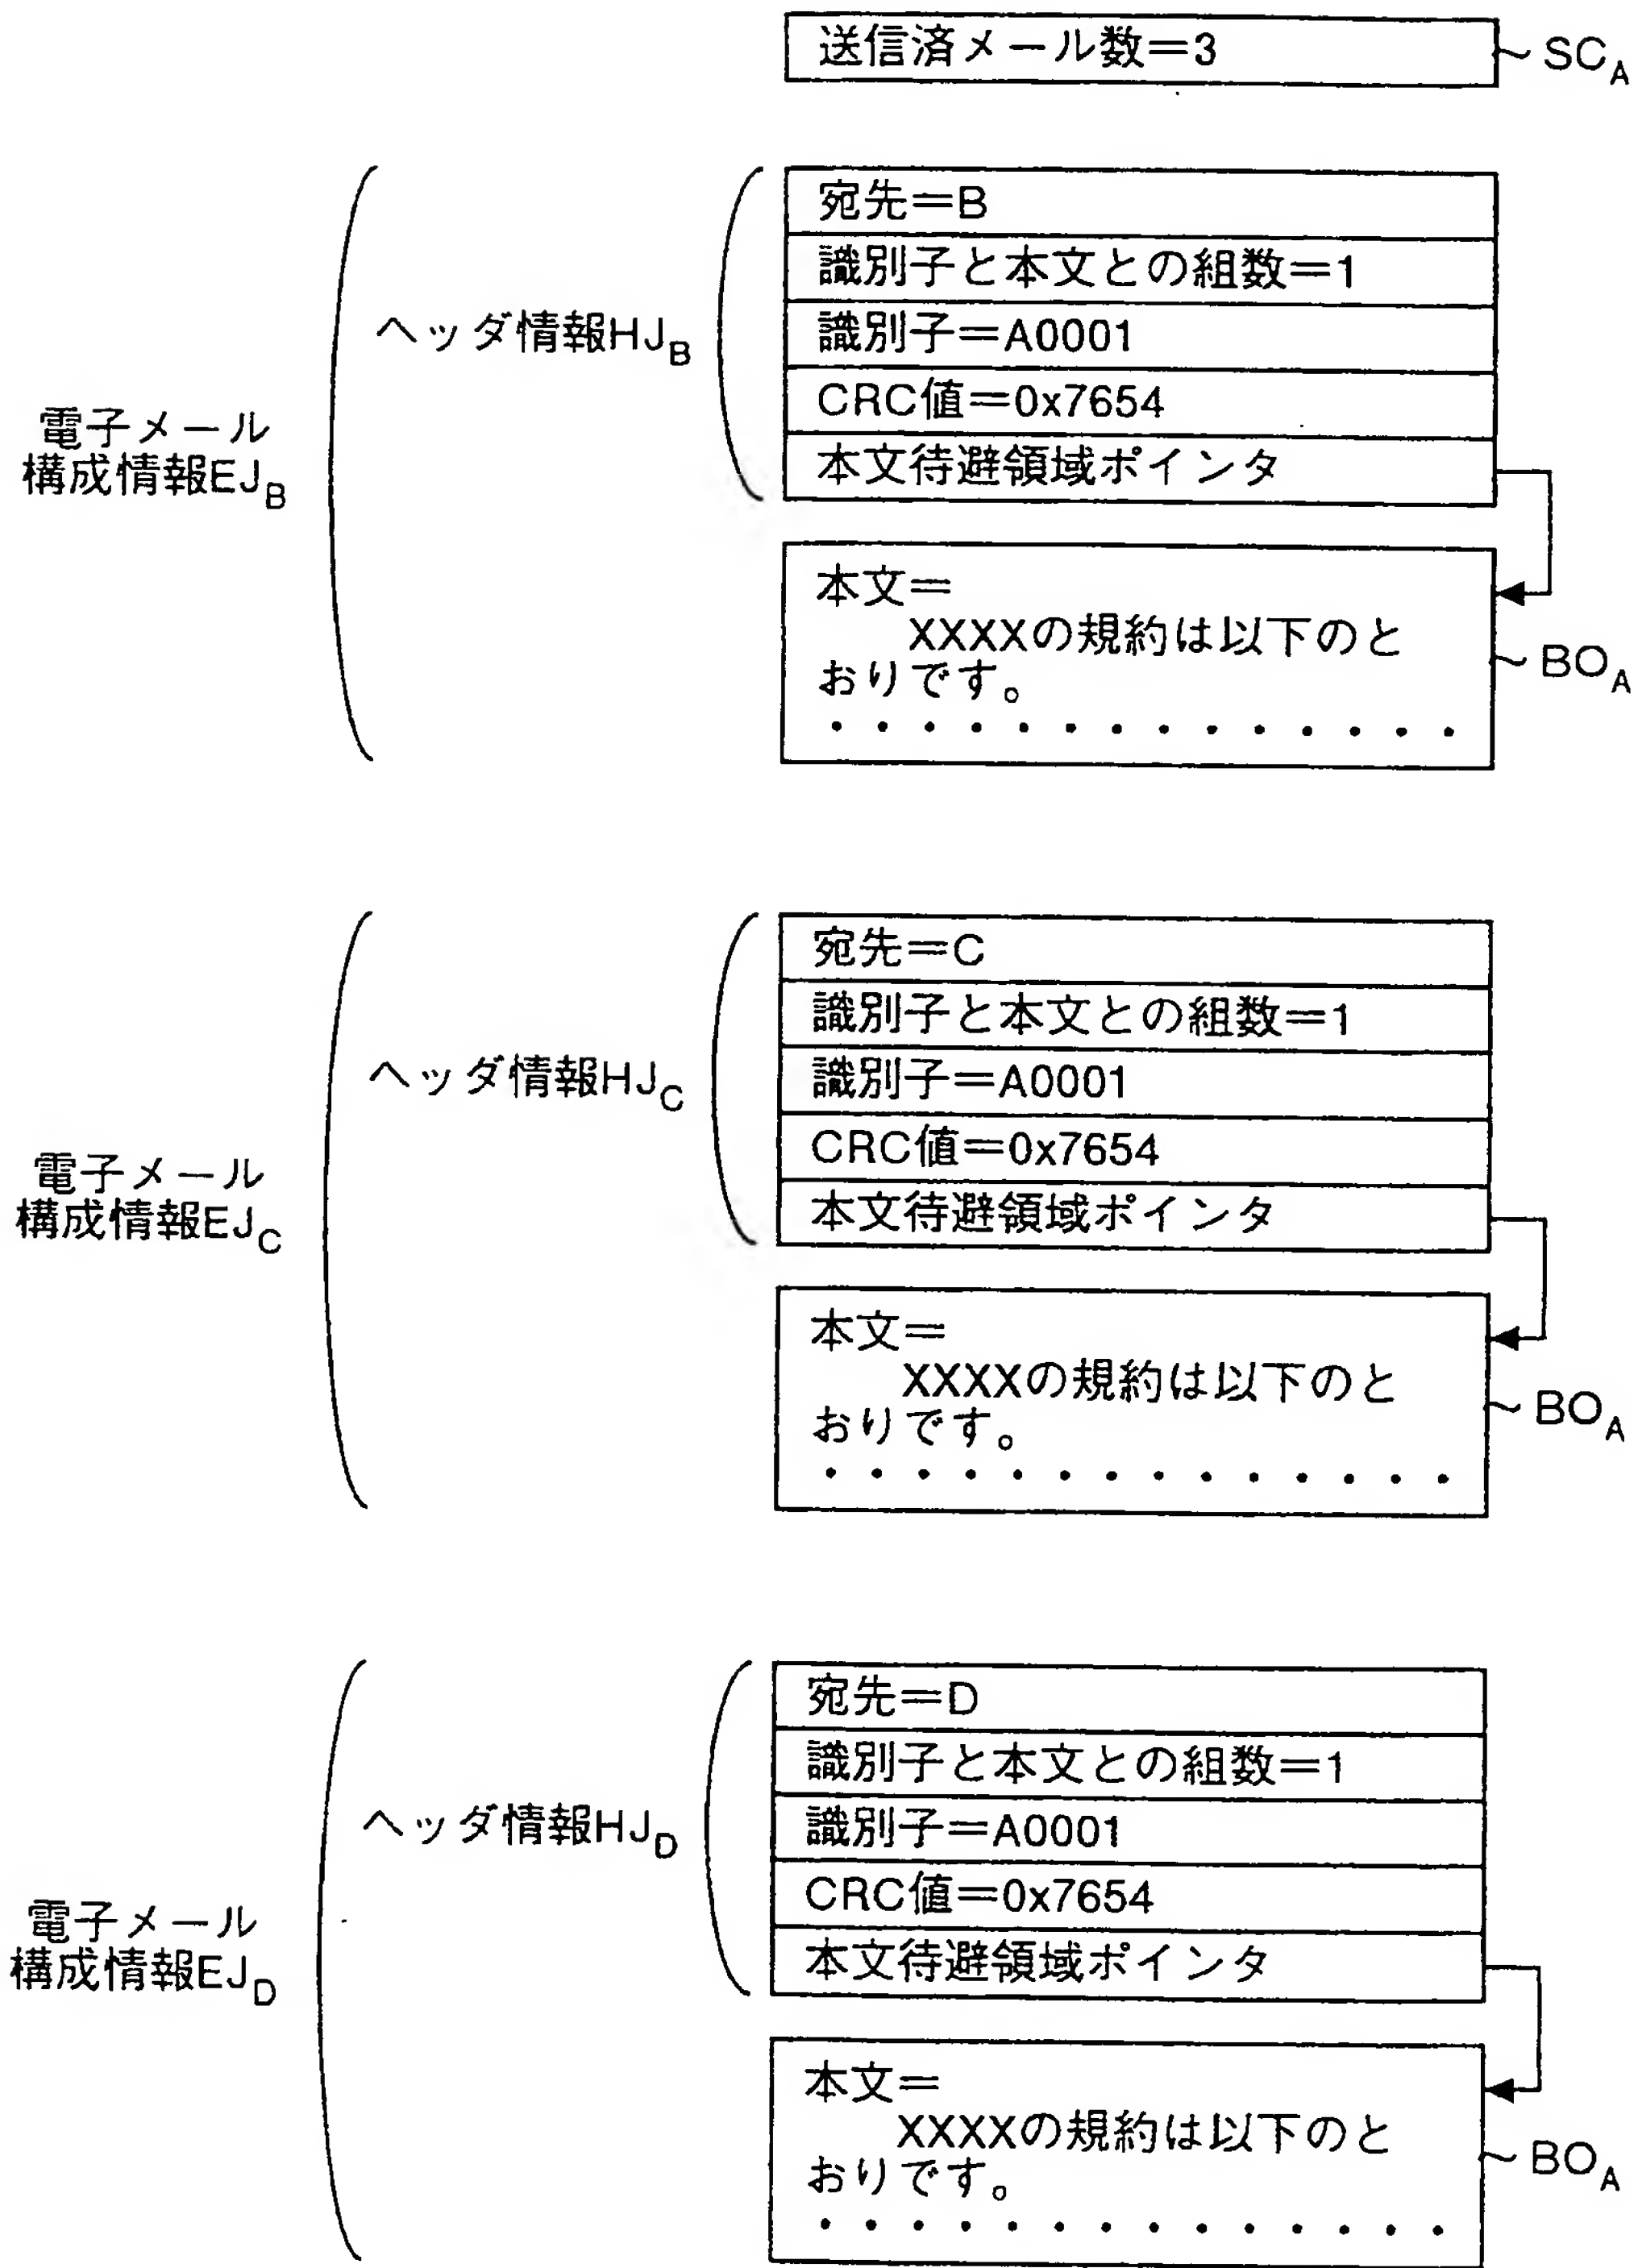 送信済メール数＝3
SCA
電子メール
構成情報EJB
ヘッダ情報HJB
宛先＝B
識別子と本文との組数＝1
識別子＝A0001
CRC値＝0x7654
本文待避領域ポインタ
本文＝
XXXXの規約は以下のと
おりです。
・・・・・・・・・・・・・・
BOA
電子メール
構成情報EJC
ヘッダ情報HJC
宛先＝C
識別子と本文との組数＝1
識別子＝A0001
CRC値＝0x7654
本文待避領域ポインタ
本文＝
XXXXの規約は以下のと
おりです。
・・・・・・・・・・・・・・
BOA
電子メール
構成情報EJD
ヘッダ情報HJD
宛先＝D
識別子と本文との組数＝1
識別子＝A0001
CRC値＝0x7654
本文待避領域ポインタ
本文＝
XXXXの規約は以下のと
おりです。
・・・・・・・・・・・・・・
BOA